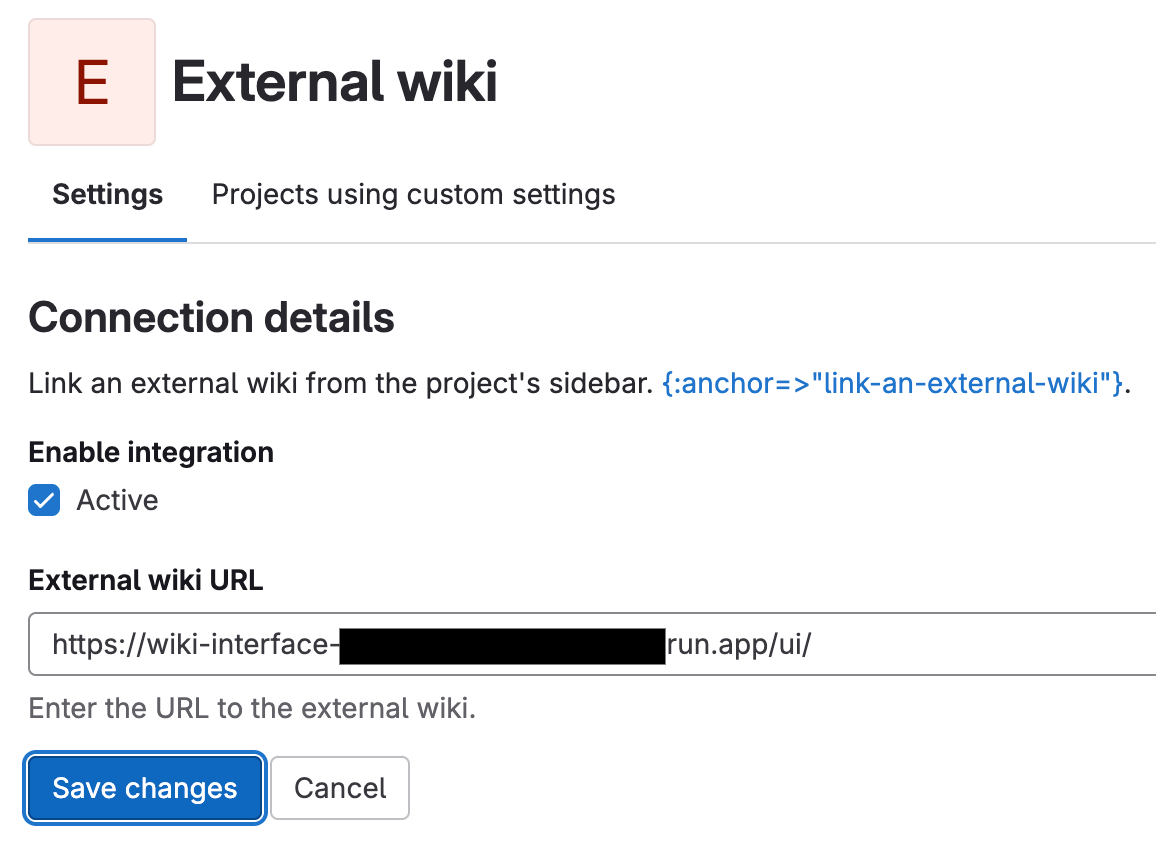 E
External wiki
Settings
Projects using custom settings
Connection details
Link an external wiki from the project's sidebar. {:anchor=>"link-an-external-wiki"}.
Enable integration
Active
External wiki URL
https://wiki-interface- run.app/ui/
Enter the URL to the external wiki.
Save changes
Cancel